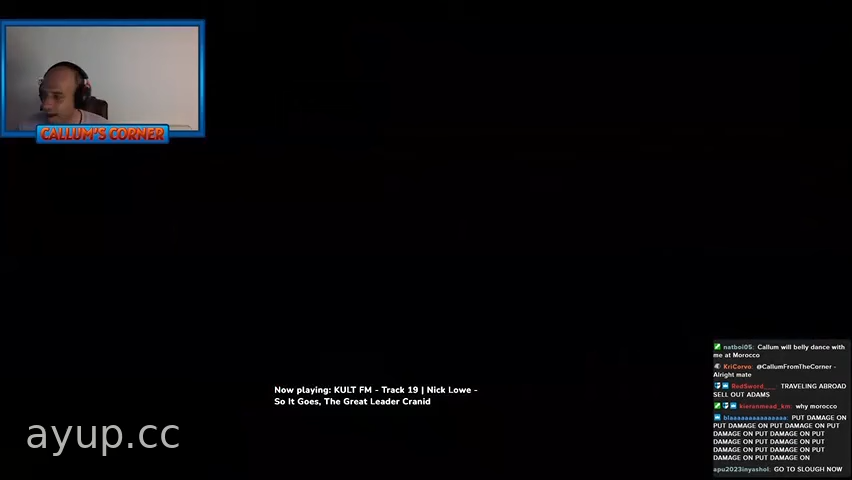 CALLUM'S CORNER
natboi05: Callum will belly dance with
me at Morocco
KriCorvo: @CallumFromTheCorner -
Alright mate
RedSword___: TRAVELING ABROAD
SELL OUT ADAMS
kieranmead_km: why morocco
PUT DAMAGE ON
PUT DAMAGE ON PUT DAMAGE ON PUT
DAMAGE ON PUT DAMAGE ON PUT
DAMAGE ON PUT DAMAGE ON PUT
DAMAGE ON PUT DAMAGE ON PUT
DAMAGE ON PUT DAMAGE ON
apu2023inyashol: GO TO SLOUGH NOW
Now playing: KULT FM - Track 19 | Nick Lowe -
So It Goes, The Great Leader Cranid
ayup.cc